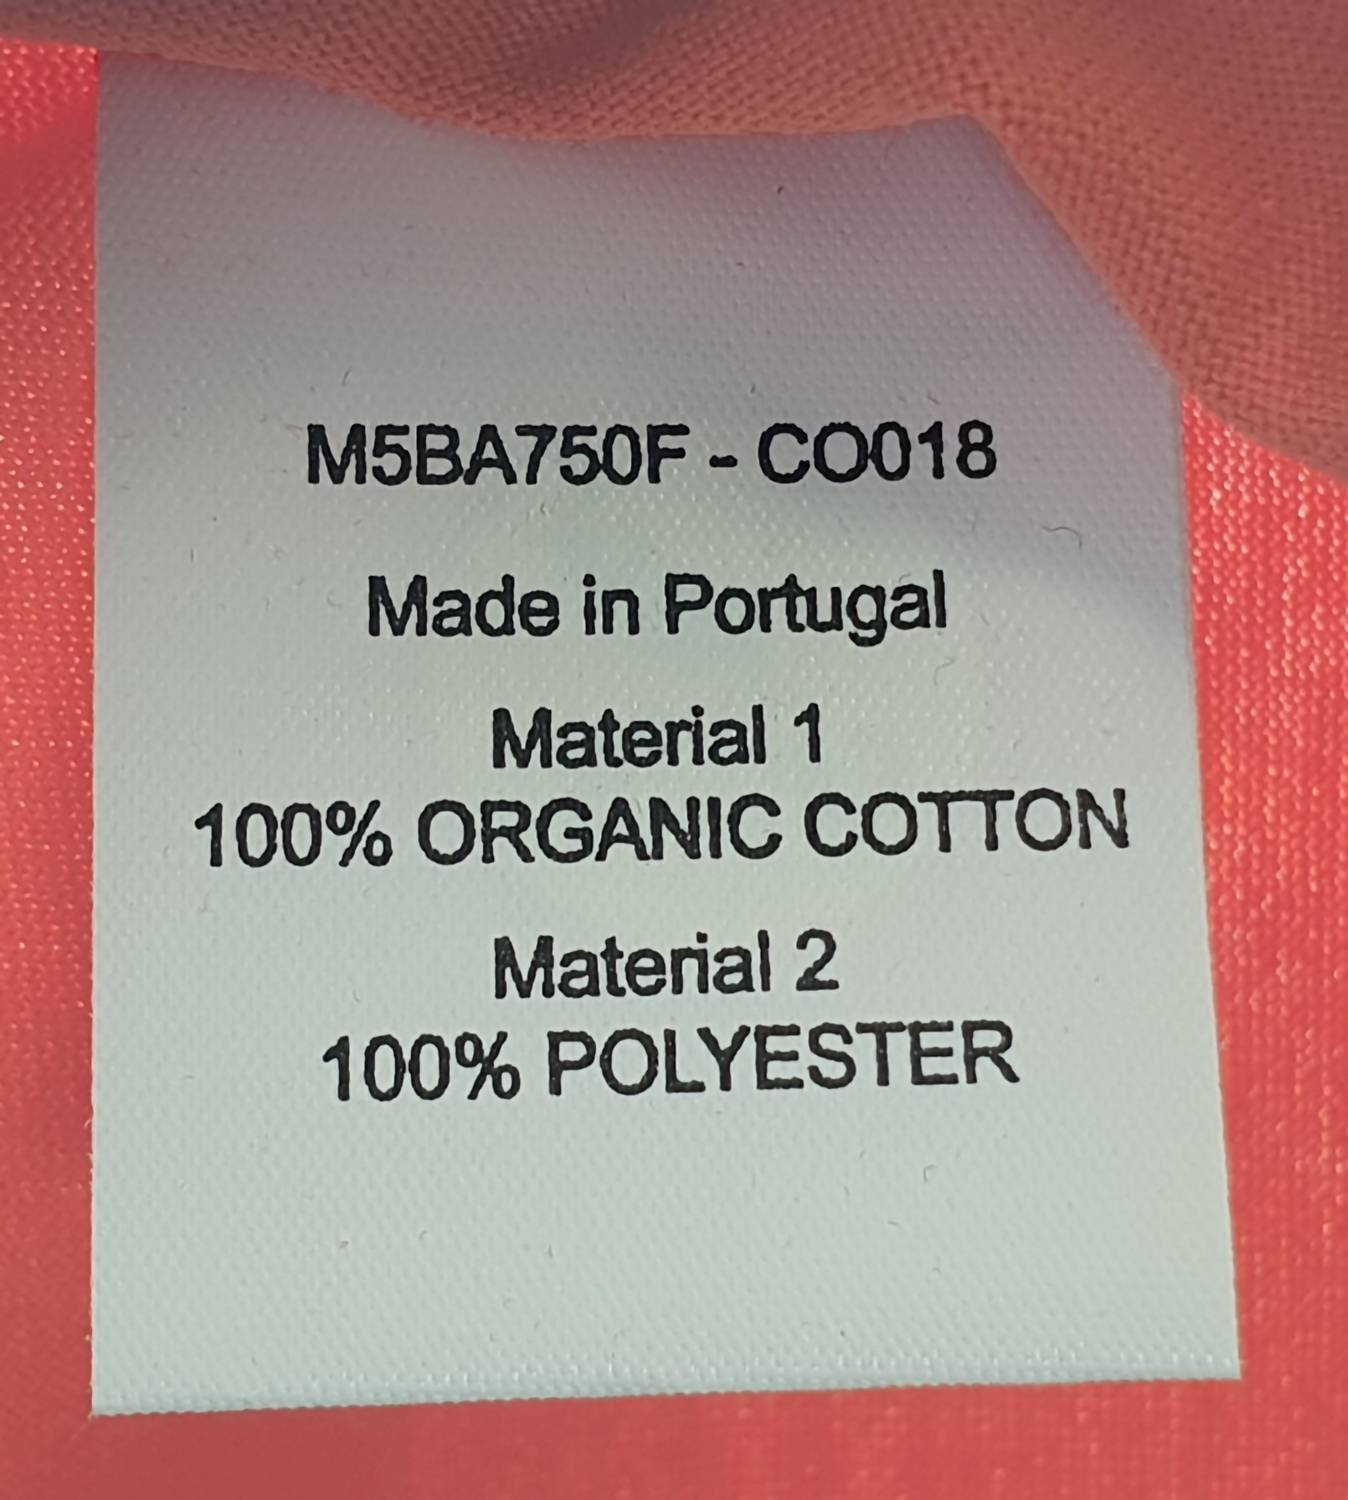 M5BA750F - CO018
Made in Portugal
Material 1
100% ORGANIC COTTON
Material 2
100% POLYESTER